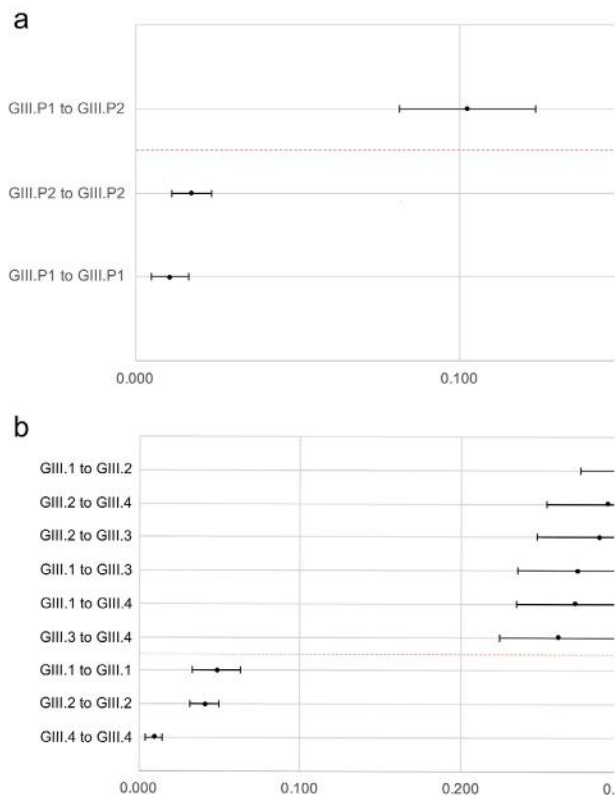 a
GIII.P1 to GIII.P2
GIII.P2 to GIII.P2
GIII.P1 to GIII.P1
0.000 0.100
b
GIII.1 to GIII.2
GIII.2 to GIII.4
GIII.2 to GIII.3
GIII.1 to GIII.3
GIII.1 to GIII.4
GIII.3 to GIII.4
GIII.1 to GIII.1
GIII.2 to GIII.2
GIII.4 to GIII.4
0.000 0.100 0.200 0.